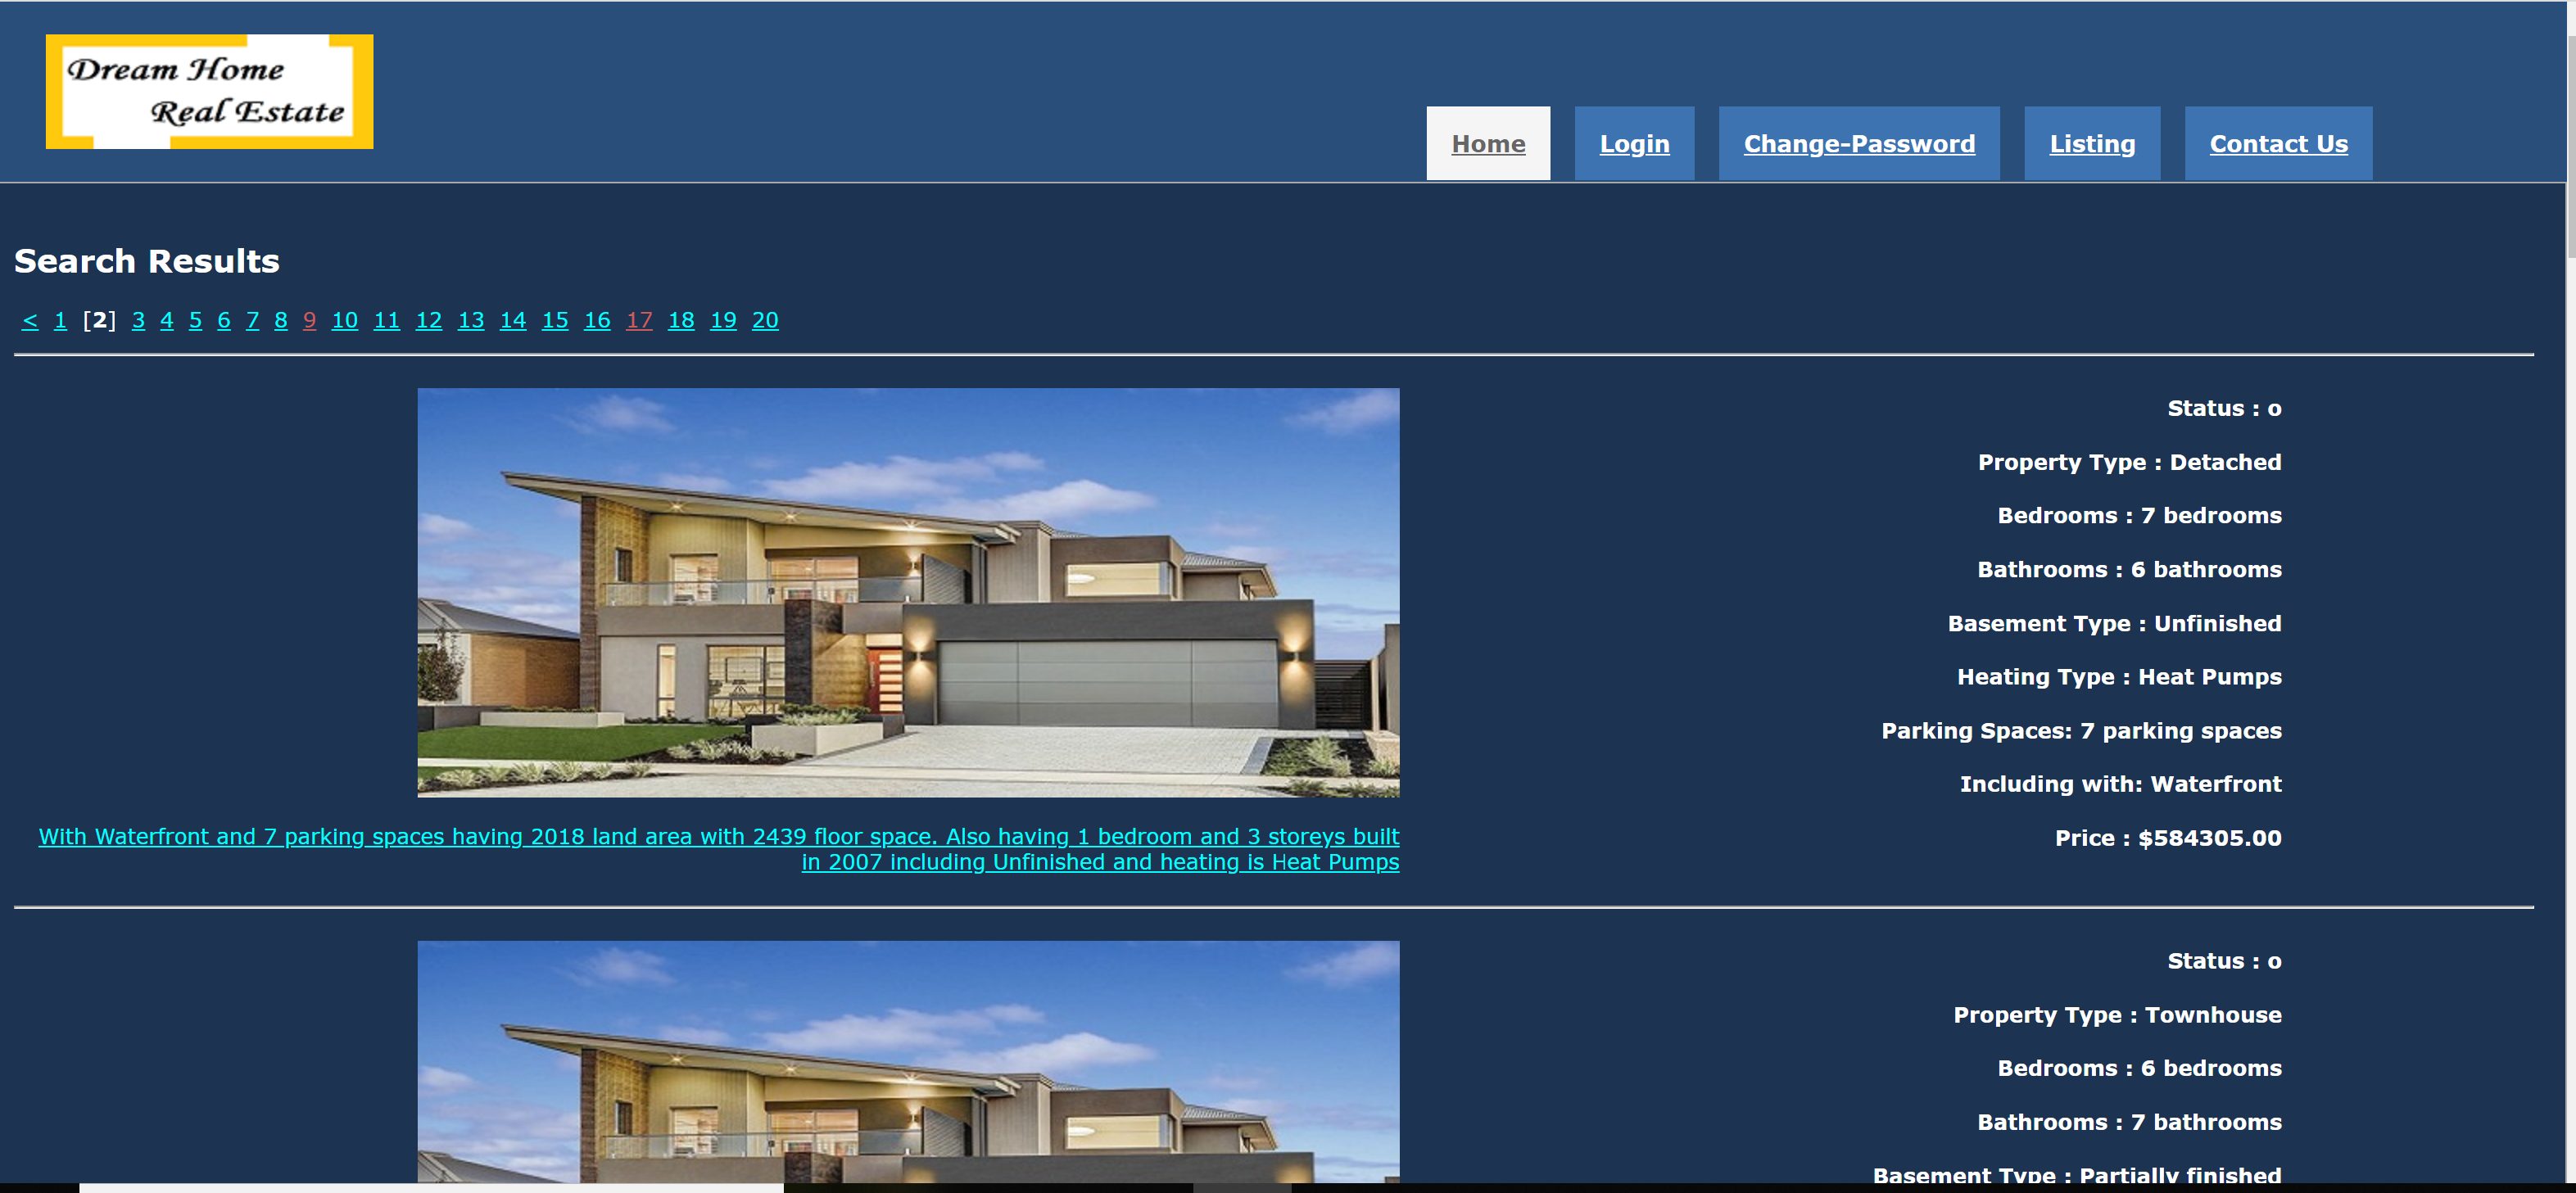 Dream Home
Real Estate
Home Login Change-Password Listing Contact Us
Search Results
< 1 [2] 3 4 5 6 7 8 9 10 11 12 13 14 15 16 17 18 19 20
Status : o
Property Type : Detached
Bedrooms : 7 bedrooms
Bathrooms : 6 bathrooms
Basement Type : Unfinished
Heating Type : Heat Pumps
Parking Spaces: 7 parking spaces
Including with: Waterfront
Price : $584305.00
With Waterfront and 7 parking spaces having 2018 land area with 2439 floor space. Also having 1 bedroom and 3 storeys built
in 2007 including Unfinished and heating is Heat Pumps
Status : o
Property Type : Townhouse
Bedrooms : 6 bedrooms
Bathrooms : 7 bathrooms
Basement Type : Partially finished